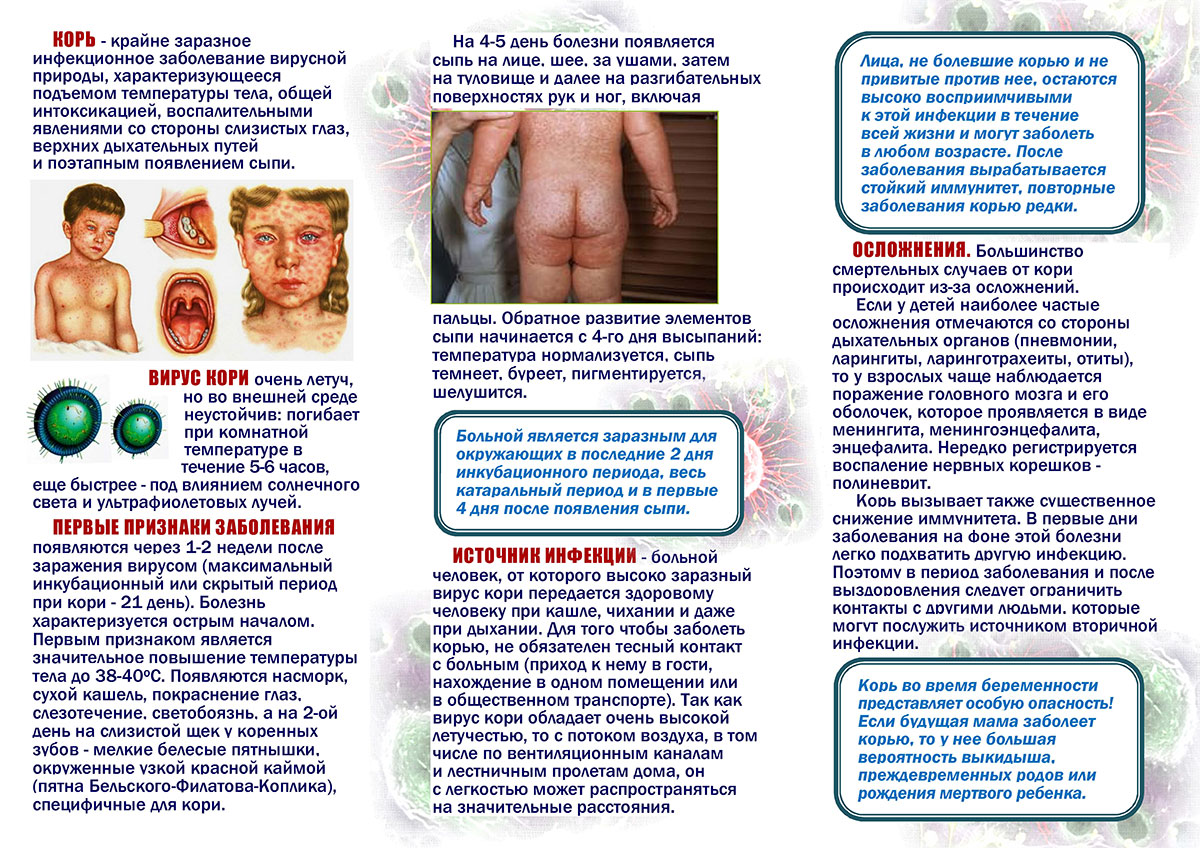 КОРЬ - крайне заразное
инфекционное заболевание вирусной
природы, характеризующееся
подъемом температуры тела, общей
интоксикацией, воспалительными
явлениями со стороны слизистых глаз,
верхних дыхательных путей
и поэтапным появлением сыпи.
ВИРУС КОРИ очень летуч,
но во внешней среде
неустойчив: погибает
при комнатной
температуре в
течение 5-6 часов,
еще быстрее - под влиянием солнечного
света и ультрафиолетовых лучей.
ПЕРВЫЕ ПРИЗНАКИ ЗАБОЛЕВАНИЯ
появляются через 1-2 недели после
заражения вирусом (максимальный
инкубационный или скрытый период
при кори - 21 день). Болезнь
характеризуется острым началом.
Первым признаком является
значительное повышение температуры
тела до 38-40ºС. Появляются насморк,
сухой кашель, покраснение глаз,
слезотечение, светобоязнь, а на 2-ой
день на слизистой щек у коренных
зубов - мелкие белесые пятнышки,
окруженные узкой красной каймой
(пятна Бельского-Филатова-Коплика),
специфичные для кори.
На 4-5 день болезни появляется
сыпь на лице, шее, за ушами, затем
на туловище и далее на разгибательных
поверхностях рук и ног, включая
пальцы. Обратное развитие элементов
сыпи начинается с 4-го дня высыпаний:
температура нормализуется, сыпь
темнеет, буреет, пигментируется,
шелушится.
Больной является заразным для
окружающих в последние 2 дня
инкубационного периода, весь
катаральный период и в первые
4 дня после появления сыпи.
ИСТОЧНИК ИНФЕКЦИИ - больной
человек, от которого высоко заразный
вирус кори передается здоровому
человеку при кашле, чихании и даже
при дыхании. Для того чтобы заболеть
корью, не обязателен тесный контакт
с больным (приход к нему в гости,
нахождение в одном помещении или
в общественном транспорте). Так как
вирус кори обладает очень высокой
летучестью, то с потоком воздуха, в том
числе по вентиляционным каналам
и лестничным пролетам дома, он
с легкостью может распространяться
на значительные расстояния.
Лица, не болевшие корью и не
привитые против нее, остаются
высоко восприимчивыми
к этой инфекции в течение
всей жизни и могут заболеть
в любом возрасте. После
заболевания вырабатывается
стойкий иммунитет, повторные
заболевания корью редки.
ОСЛОЖНЕНИЯ. Большинство
смертельных случаев от кори
происходит из-за осложнений.
Если у детей наиболее частые
осложнения отмечаются со стороны
дыхательных органов (пневмонии,
ларингиты, ларинготрахеиты, отиты),
то у взрослых чаще наблюдается
поражение головного мозга и его
оболочек, которое проявляется в виде
менингита, менингоэнцефалита,
энцефалита. Нередко регистрируется
воспаление нервных корешков -
полиневрит.
Корь вызывает также существенное
снижение иммунитета. В первые дни
заболевания на фоне этой болезни
легко подхватить другую инфекцию.
Поэтому в период заболевания и после
выздоровления следует ограничить
контакты с другими людьми, которые
могут послужить источником вторичной
инфекции.
Корь во время беременности
представляет особую опасность!
Если будущая мама заболеет
корью, то у нее большая
вероятность выкидыша,
преждевременных родов или
рождения мертвого ребенка.